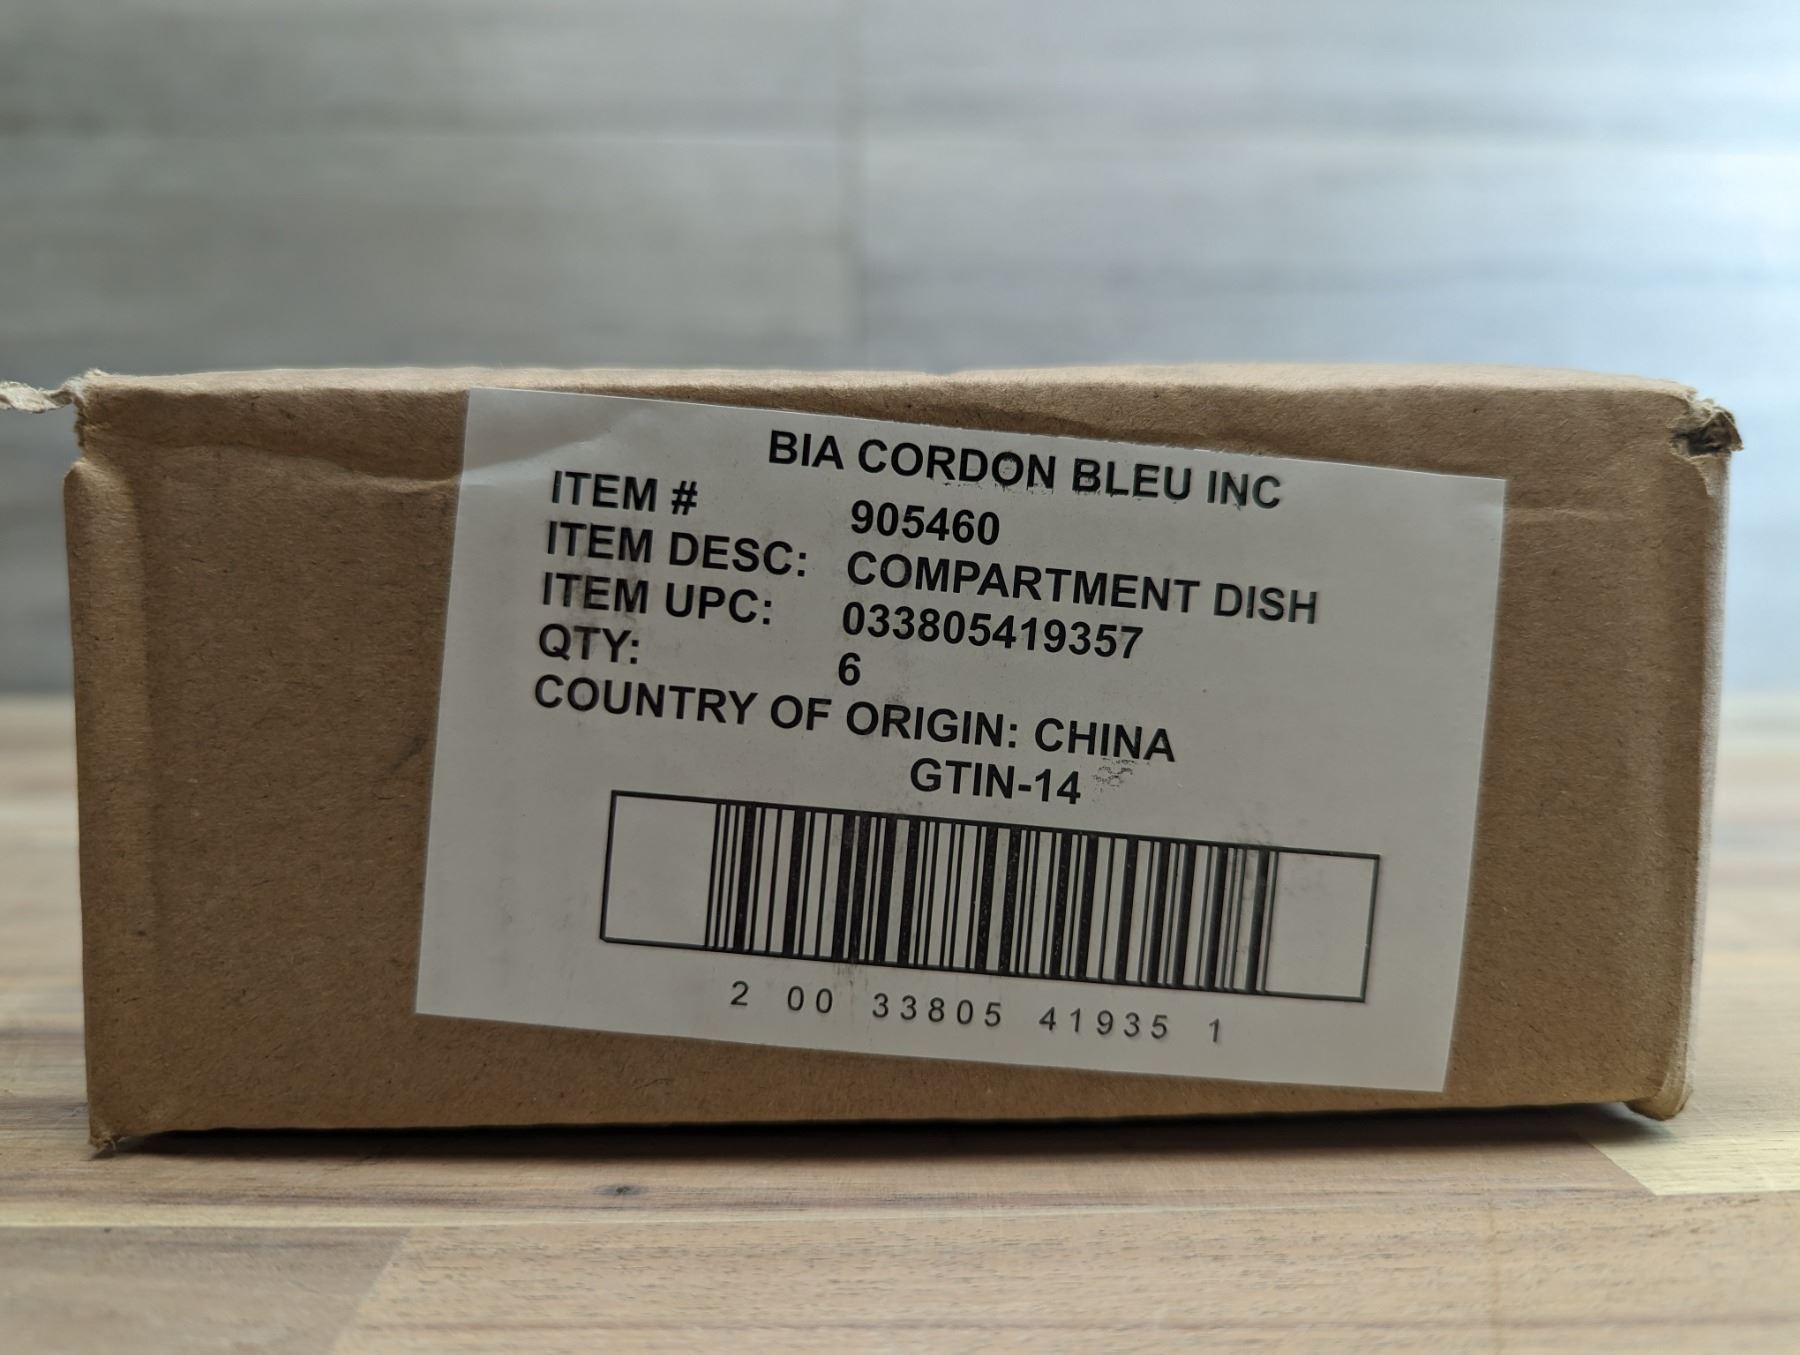 BIA CORDON BLEU INC
ITEM # 905460
ITEM DESC: COMPARTMENT DISH
ITEM UPC: 033805419357
QTY: 6
COUNTRY OF ORIGIN: CHINA
GTIN-14
2 00 33805 41935 1